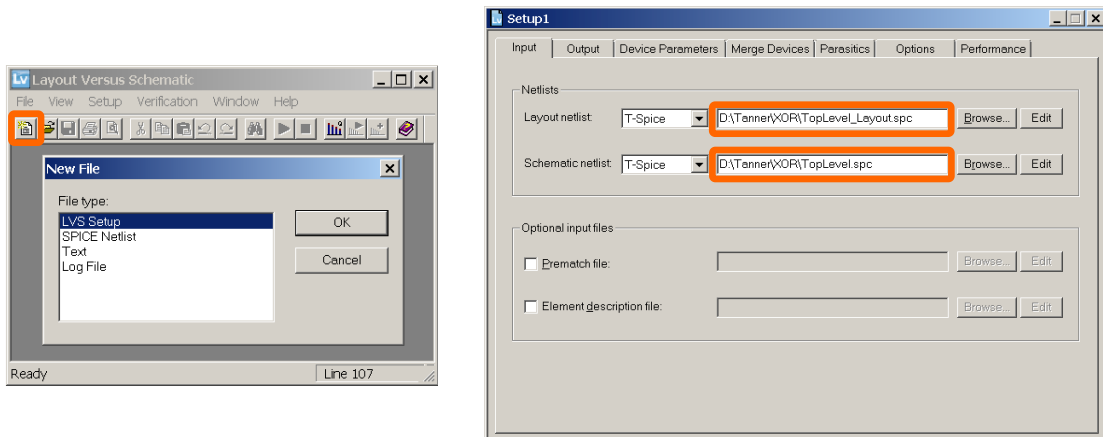 Lv Layout Versus Schematic
File View Setup Verification Window Help
New File
File type:
LVS Setup
SPICE Netlist
Text
Log File
OK
Cancel
Ready
Line 107
Lv Setup1
Input Output Device Parameters Merge Devices Parasitics Options Performance
Netlists
Layout netlist: T-Spice D:\Tanner\XOR\TopLevel_Layout.spc Browse... Edit
Schematic netlist: T-Spice D:\Tanner\XOR\TopLevel.spc Browse... Edit
Optional input files
Prematch file: Browse... Edit
Element description file: Browse... Edit